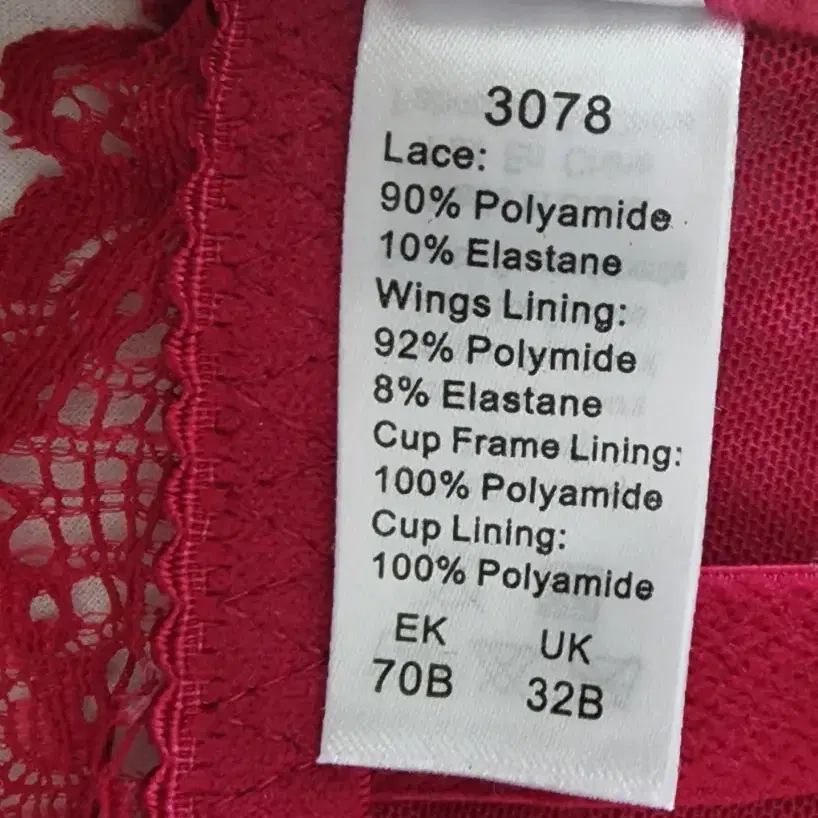 3078
Lace:
90% Polyamide
10% Elastane
Wings Lining:
92% Polymide
8% Elastane
Cup Frame Lining:
100% Polyamide
Cup Lining:
100% Polyamide
EK UK
70B 32B